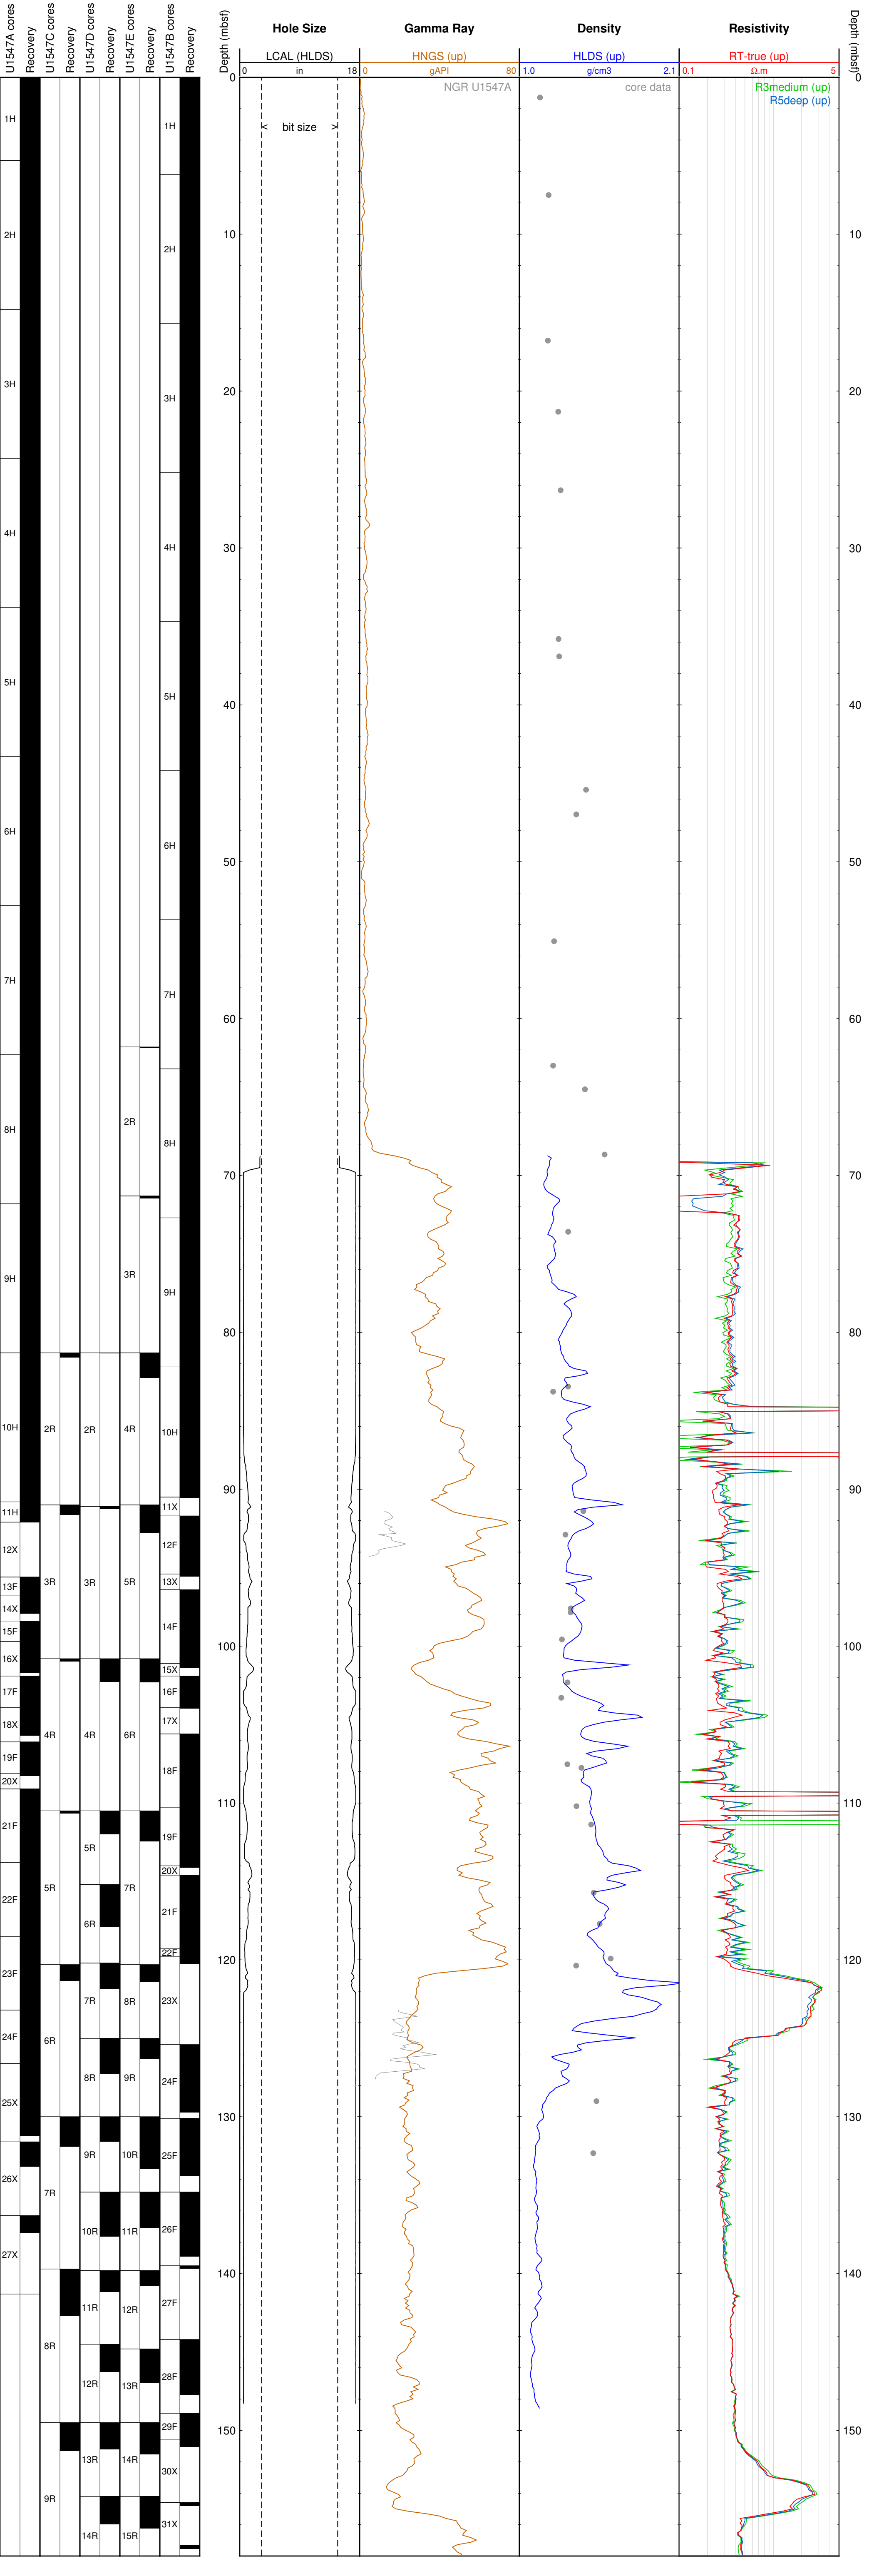 U1547A cores
Recovery
U1547C cores
Recovery
U1547D cores
Recovery
U1547E cores
Recovery
U1547B cores
Recovery
Depth (mbsf)
Hole Size
Gamma Ray
Density
Resistivity
Depth (mbsf)
LCAL (HLDS)
HNGS (up)
HLDS (up)
RT-true (up)
0 in 18
0 gAPI 80
1.0 g/cm3 2.1
0.1 Ω.m 5
NGR U1547A
core data
R3medium (up)
R5deep (up)
< bit size >
0
10
20
30
40
50
60
70
80
90
100
110
120
130
140
150
0
10
20
30
40
50
60
70
80
90
100
110
120
130
140
150
1H
2H
3H
4H
5H
6H
7H
8H
9H
10H
11H
12X
13F
14X
15F
16X
17F
18X
19F
20X
21F
22F
23F
24F
25X
26X
27X
2R
3R
4R
5R
6R
7R
8R
9R
2R
3R
4R
5R
6R
7R
8R
9R
10R
11R
12R
13R
14R
2R
3R
4R
5R
6R
7R
8R
9R
10R
11R
12R
13R
14R
15R
1H
2H
3H
4H
5H
6H
7H
8H
9H
10H
11X
12F
13X
14F
15X
16F
17X
18F
19F
20X
21F
22F
23X
24F
25F
26F
27F
28F
29F
30X
31X